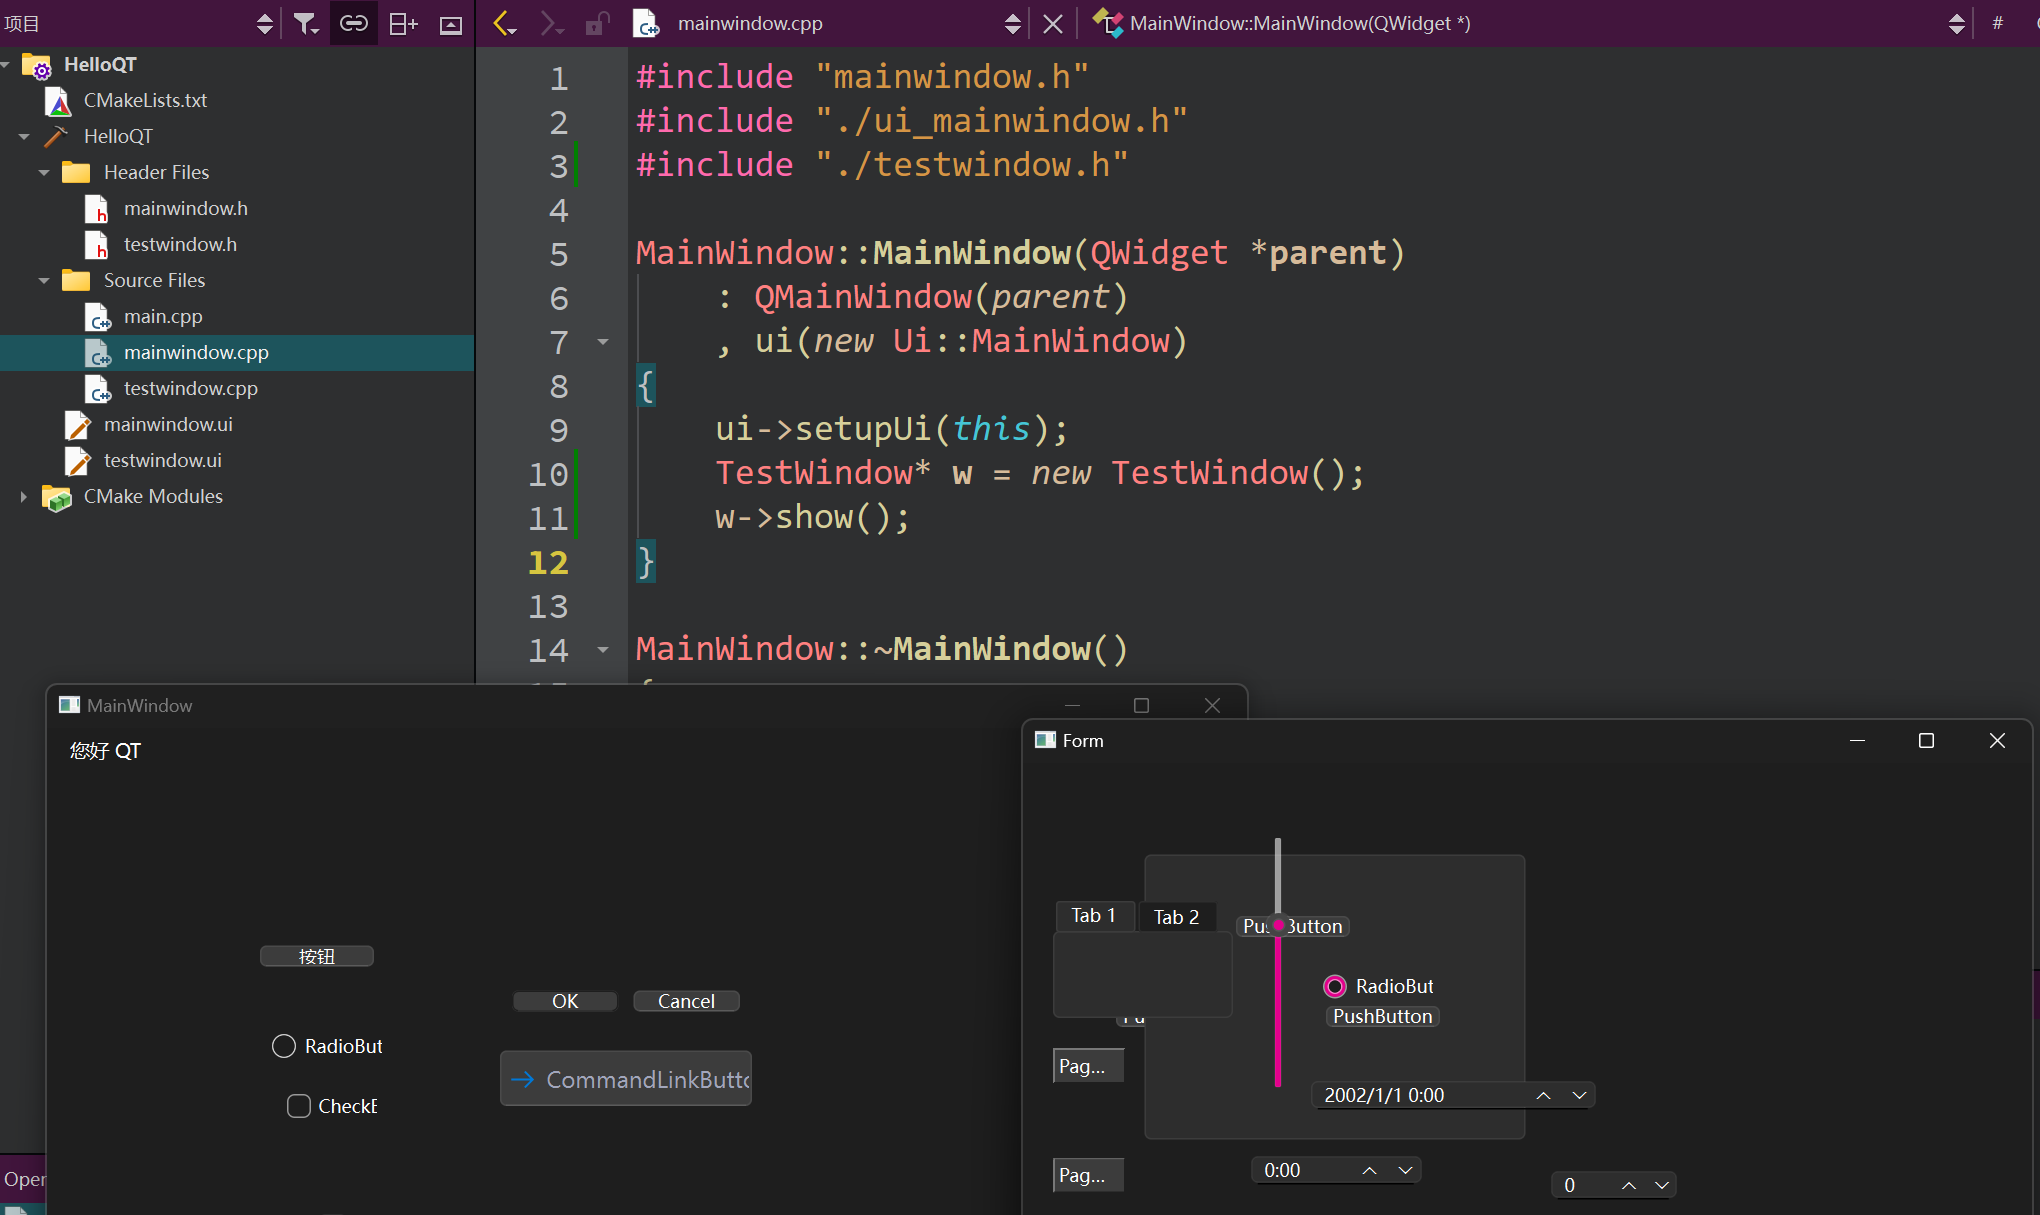 项目
mainwindow.cpp
MainWindow::MainWindow(QWidget *)
#
HelloQT
CMakeLists.txt
HelloQT
Header Files
mainwindow.h
testwindow.h
Source Files
main.cpp
mainwindow.cpp
testwindow.cpp
mainwindow.ui
testwindow.ui
CMake Modules
1 #include "mainwindow.h"
2 #include "./ui_mainwindow.h"
3 #include "./testwindow.h"
4
5 MainWindow::MainWindow(QWidget *parent)
6 : QMainWindow(parent)
7 , ui(new Ui::MainWindow)
8 {
9 ui->setupUi(this);
10 TestWindow* w = new TestWindow();
11 w->show();
12 }
13
14 MainWindow::~MainWindow()
Oper
MainWindow
您好 QT
按钮
OK Cancel
RadioBut
CommandLinkButto
CheckE
Form
Tab 1 Tab 2
RadioBut
PushButton
Pag...
2002/1/1 0:00
Pag...
0:00
0